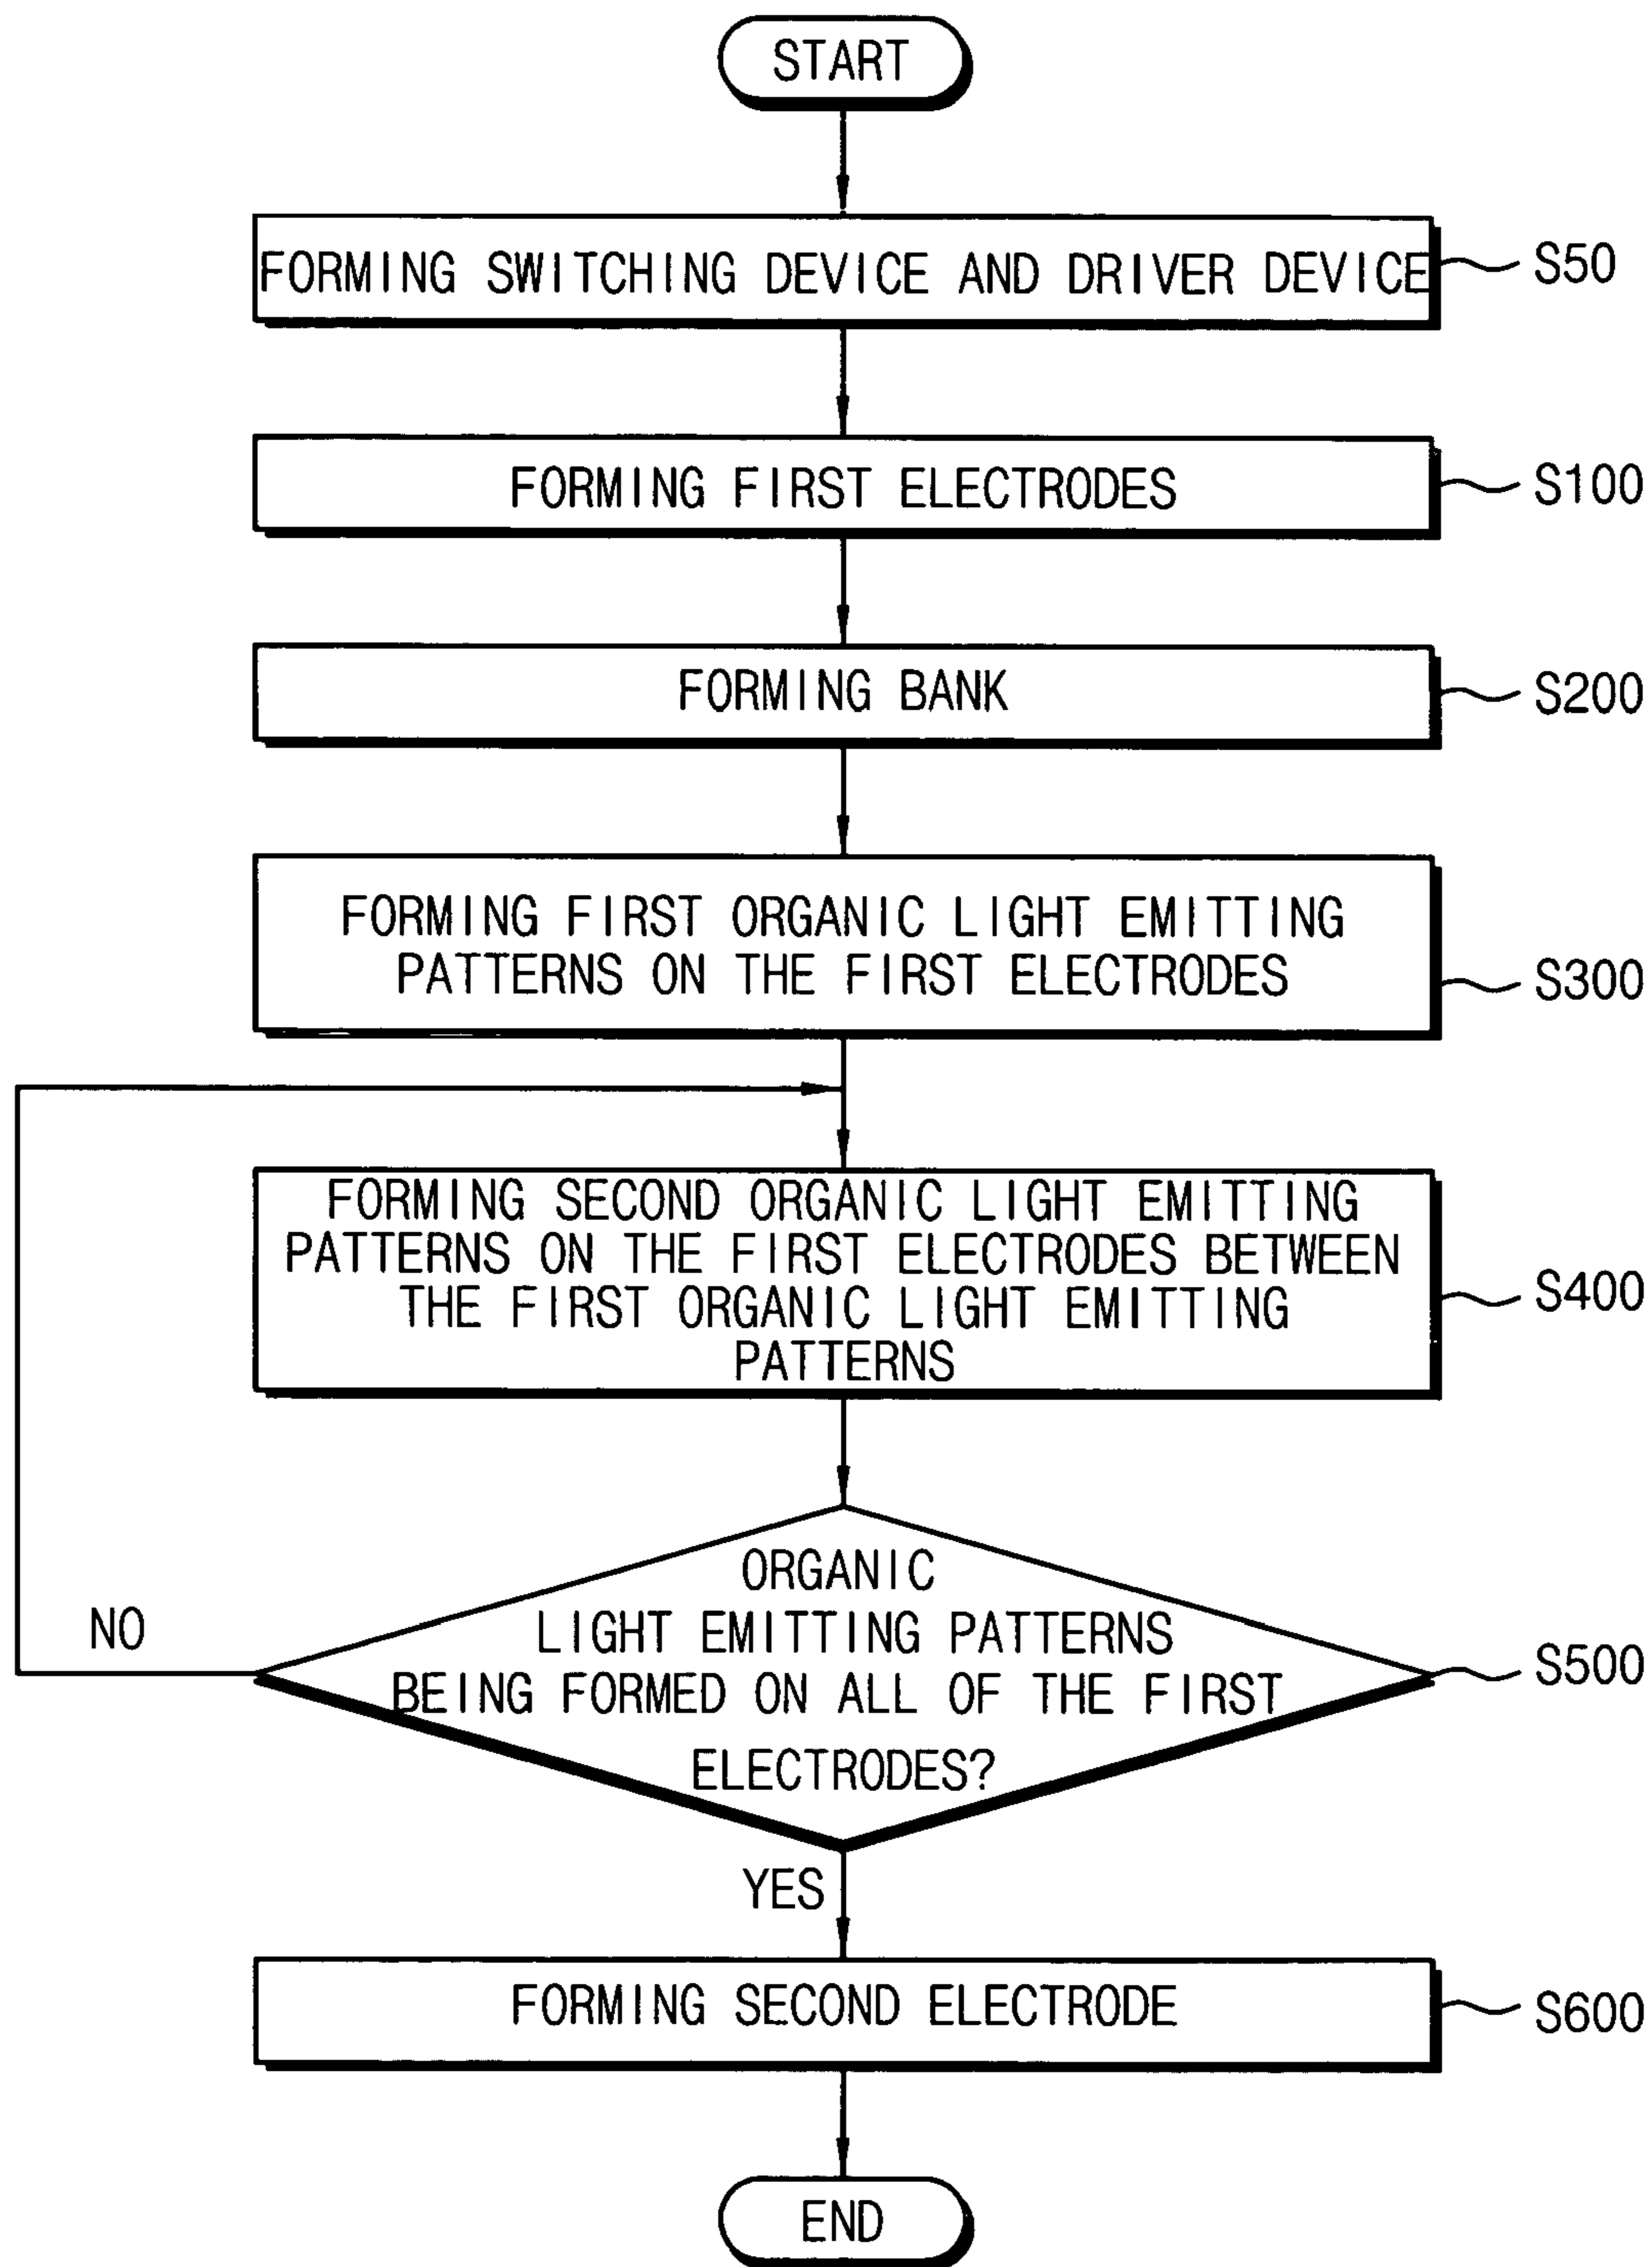 START
FORMING SWITCHING DEVICE AND DRIVER DEVICE
S50
FORMING FIRST ELECTRODES
S100
FORMING BANK
S200
FORMING FIRST ORGANIC LIGHT EMITTING
PATTERNS ON THE FIRST ELECTRODES
S300
FORMING SECOND ORGANIC LIGHT EMITTING
PATTERNS ON THE FIRST ELECTRODES BETWEEN
THE FIRST ORGANIC LIGHT EMITTING
PATTERNS
S400
ORGANIC
LIGHT EMITTING PATTERNS
BEING FORMED ON ALL OF THE FIRST
ELECTRODES?
S500
NO
YES
FORMING SECOND ELECTRODE
S600
END